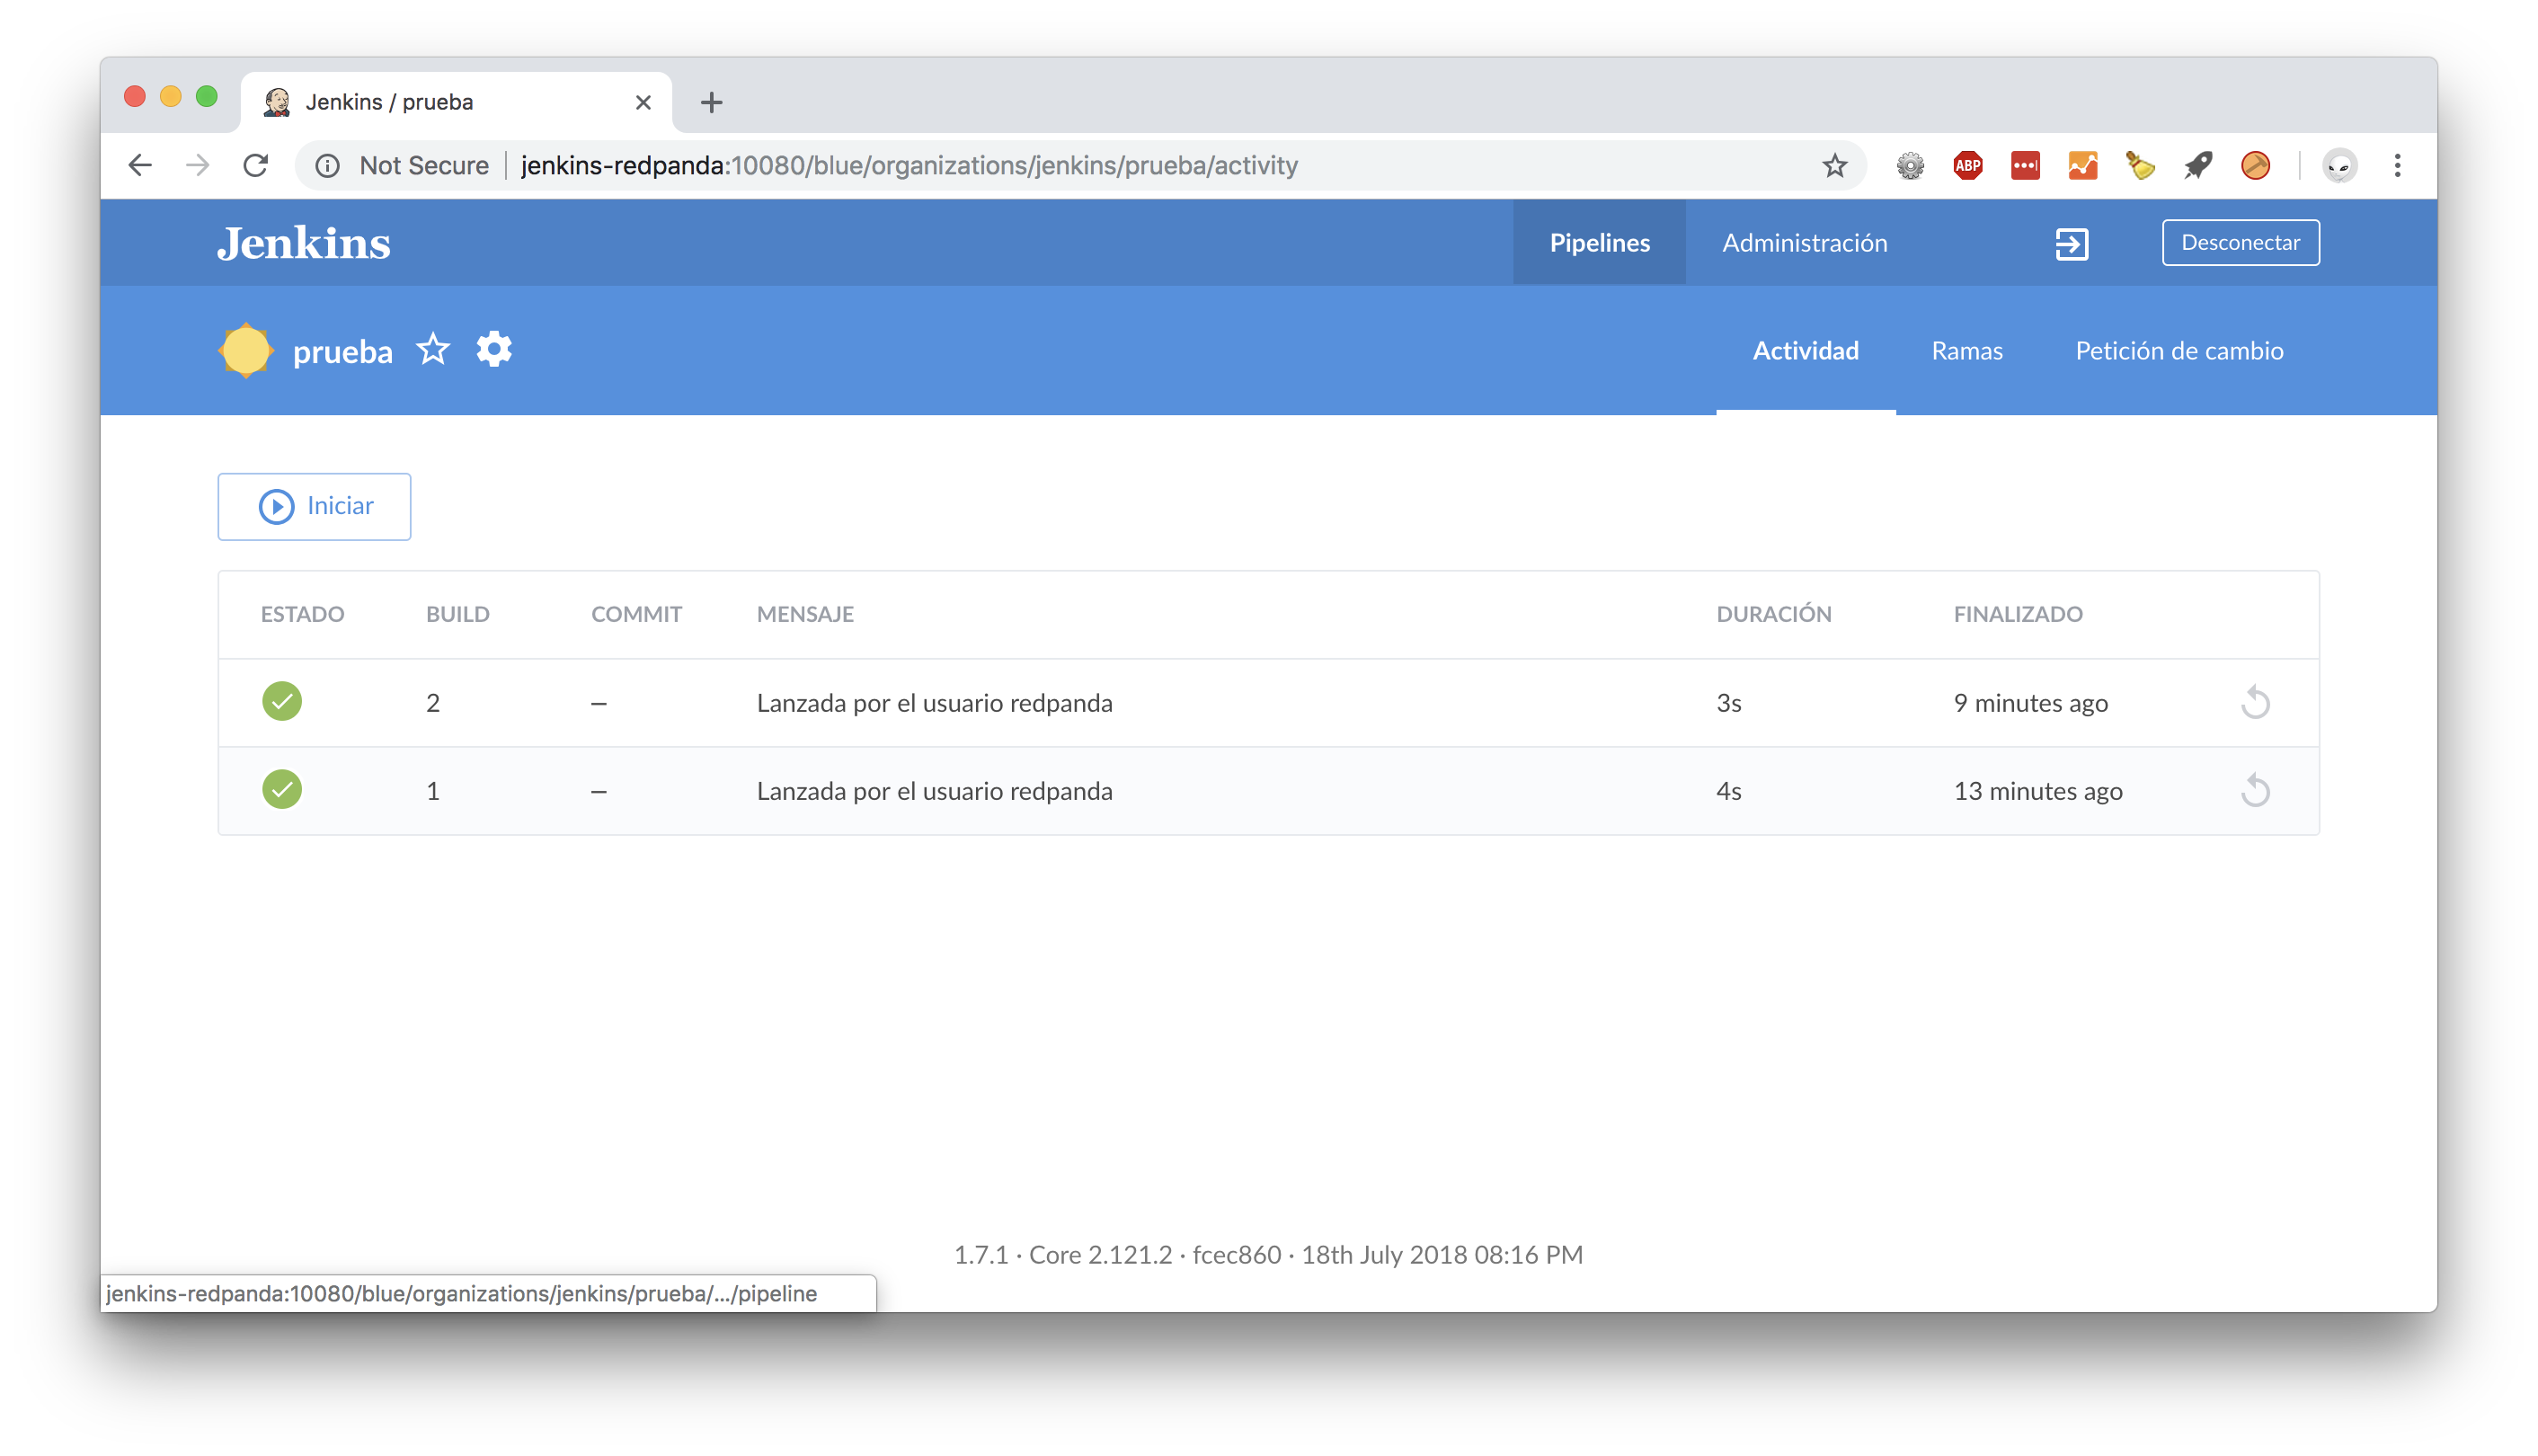 Jenkins / prueba
Not Secure | jenkins-redpanda:10080/blue/organizations/jenkins/prueba/activity
ABP
Jenkins
Pipelines
Administración
Desconectar
prueba
Actividad
Ramas
Petición de cambio
Iniciar
ESTADO BUILD COMMIT MENSAJE DURACIÓN FINALIZADO
2 – Lanzada por el usuario redpanda 3s 9 minutes ago
1 – Lanzada por el usuario redpanda 4s 13 minutes ago
1.7.1 · Core 2.121.2 · fcec860 · 18th July 2018 08:16 PM
jenkins-redpanda:10080/blue/organizations/jenkins/prueba/.../pipeline